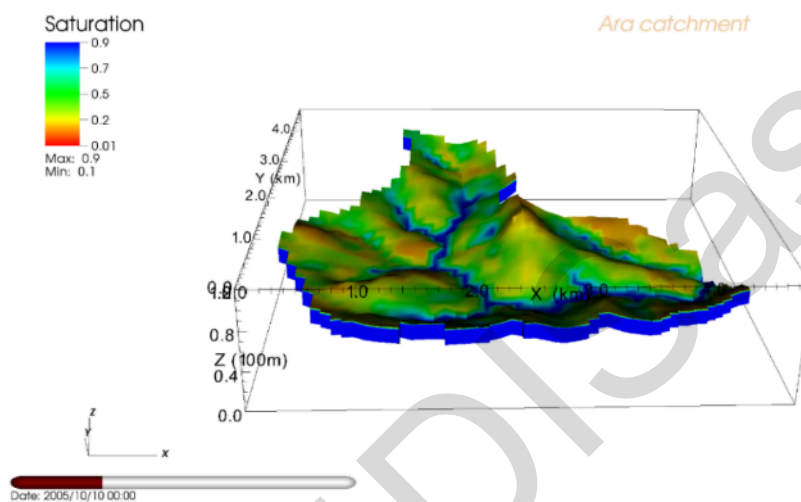 Saturation
Ara catchment
0.9
0.7
0.5
0.2
0.01
Max: 0.9
Min: 0.1
4.0
3.0
Y (km)
2.0
1.0
0.0
1.0
2.0
X (km)
0.8
Z (100m)
0.4
0.0
Z
Y
X
Date: 2005/10/10 00:00